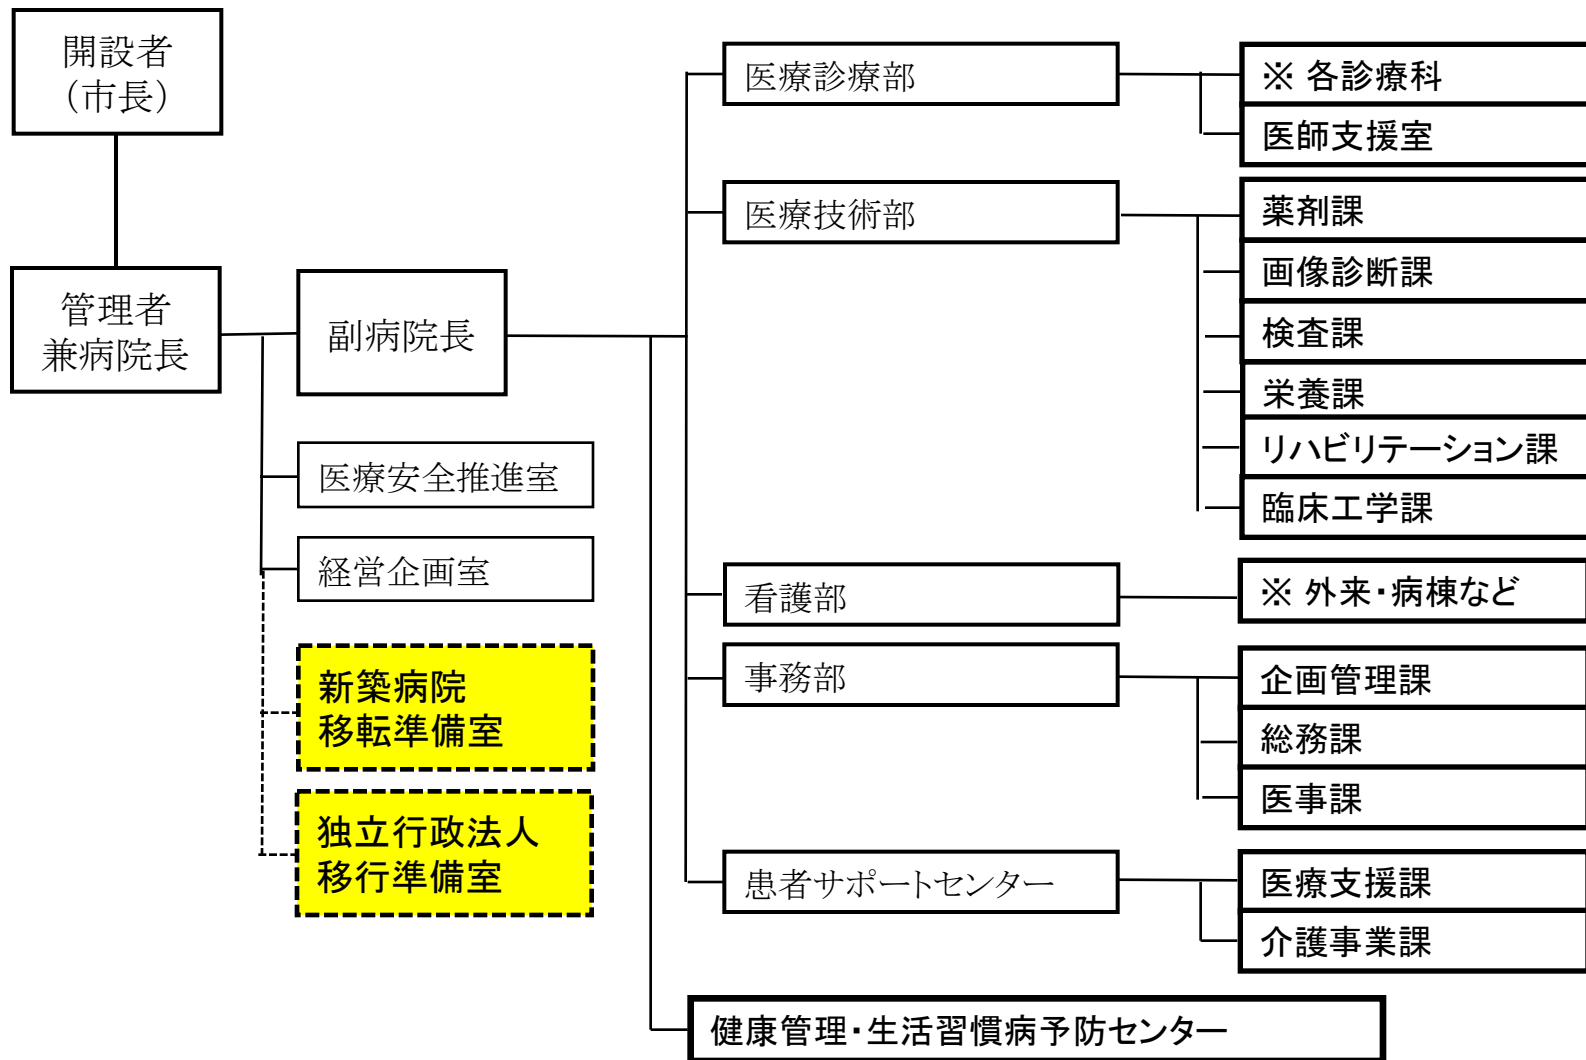 開設者
（市長）
管理者
兼病院長
副病院長
医療安全推進室
経営企画室
新築病院
移転準備室
独立行政法人
移行準備室
医療診療部
※ 各診療科
医師支援室
医療技術部
薬剤課
画像診断課
検査課
栄養課
リハビリテーション課
臨床工学課
看護部
※ 外来・病棟など
事務部
企画管理課
総務課
医事課
患者サポートセンター
医療支援課
介護事業課
健康管理・生活習慣病予防センター